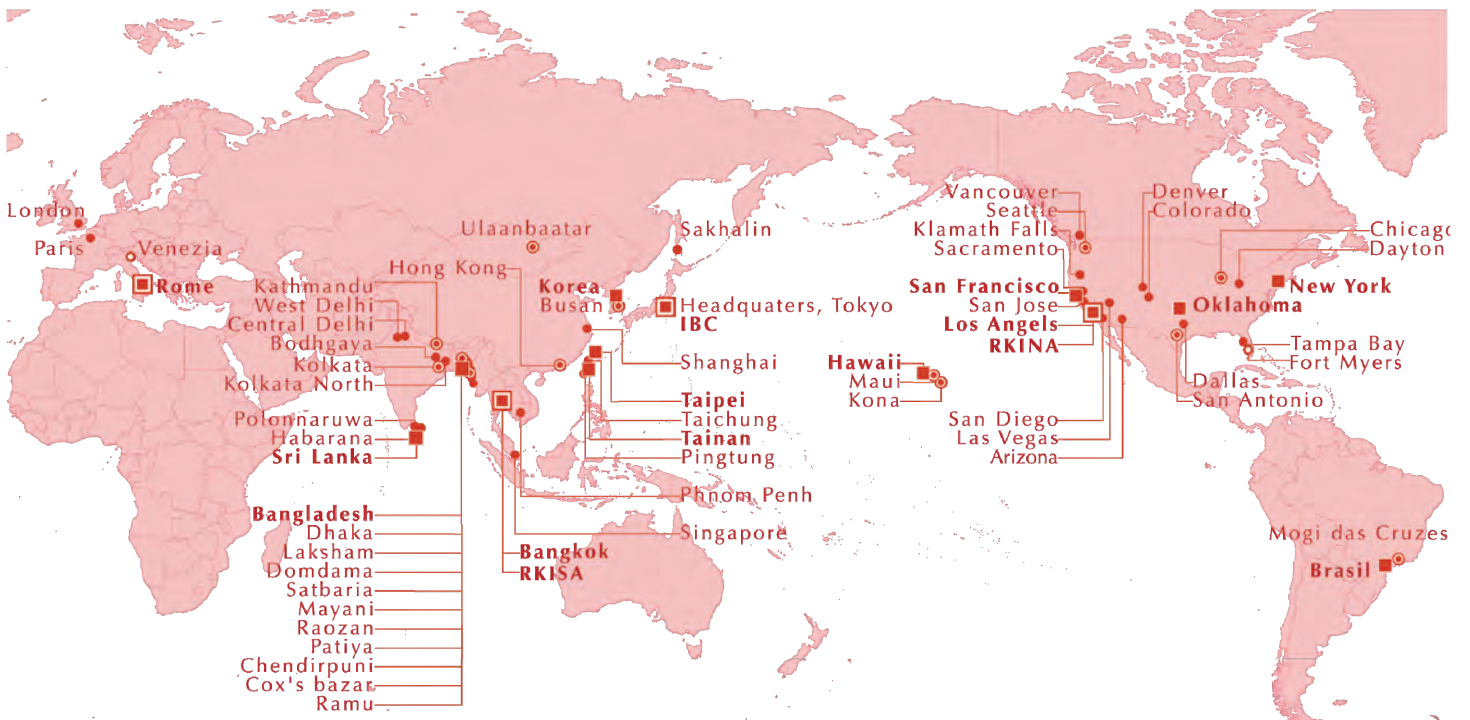 London
Paris
Venezia
Rome
Ulaanbaatar
Hong Kong
Sakhalin
Korea
Busan
Headquaters, Tokyo
IBC
Kathmandu
West Delhi
Central Delhi
Bodhgaya
Kolkata
Kolkata North
Polonnaruwa
Habarana
Sri Lanka
Shanghai
Taipei
Taichung
Tainan
Pingtung
Phnom Penh
Singapore
Bangkok
RKISA
Bangladesh
Dhaka
Laksham
Domdama
Satbaria
Mayani
Raozan
Patiya
Chendirpuni
Cox's bazar
Ramu
Vancouver
Seattle
Klamath Falls
Sacramento
San Francisco
San Jose
Los Angels
RKINA
Hawaii
Maui
Kona
San Diego
Las Vegas
Arizona
Denver
Colorado
Chicago
Dayton
New York
Oklahoma
Tampa Bay
Fort Myers
Dallas
San Antonio
Mogi das Cruzes
Brasil